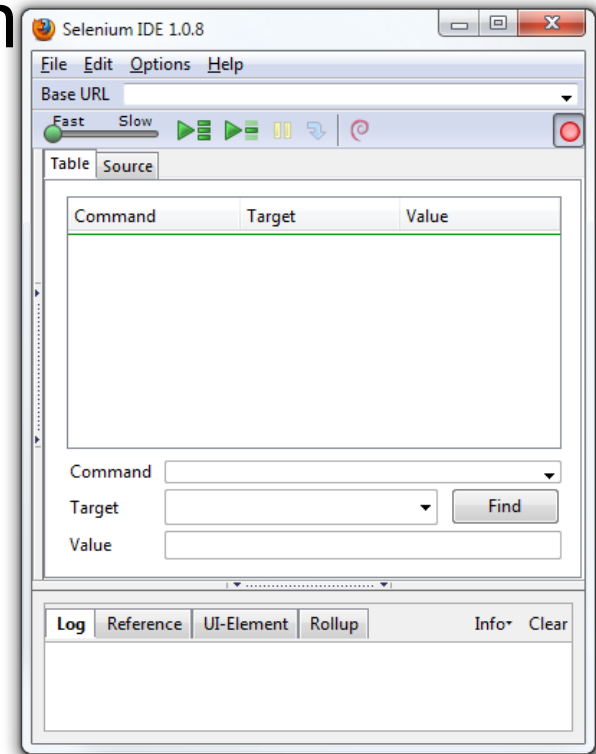 n
Selenium IDE 1.0.8
File Edit Options Help
Base URL
Fast Slow
Table Source
Command Target Value
Command
Target Find
Value
Log Reference UI-Element Rollup Info Clear